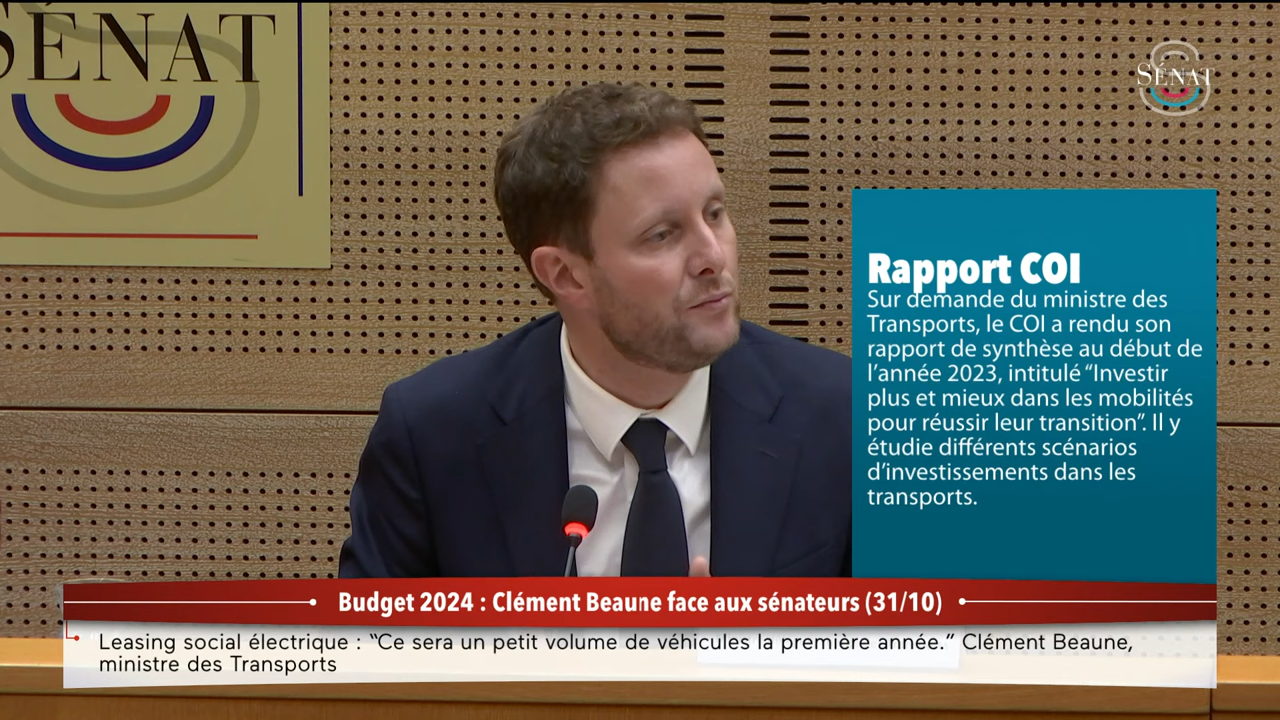 SÉNAT
SÉNAT
Rapport COI
Sur demande du ministre des
Transports, le COI a rendu son
rapport de synthèse au début de
l’année 2023, intitulé “Investir
plus et mieux dans les mobilités
pour réussir leur transition”. Il y
étudie différents scénarios
d’investissements dans les
transports.
Budget 2024 : Clément Beaune face aux sénateurs (31/10)
Leasing social électrique : “Ce sera un petit volume de véhicules la première année.” Clément Beaune,
ministre des Transports